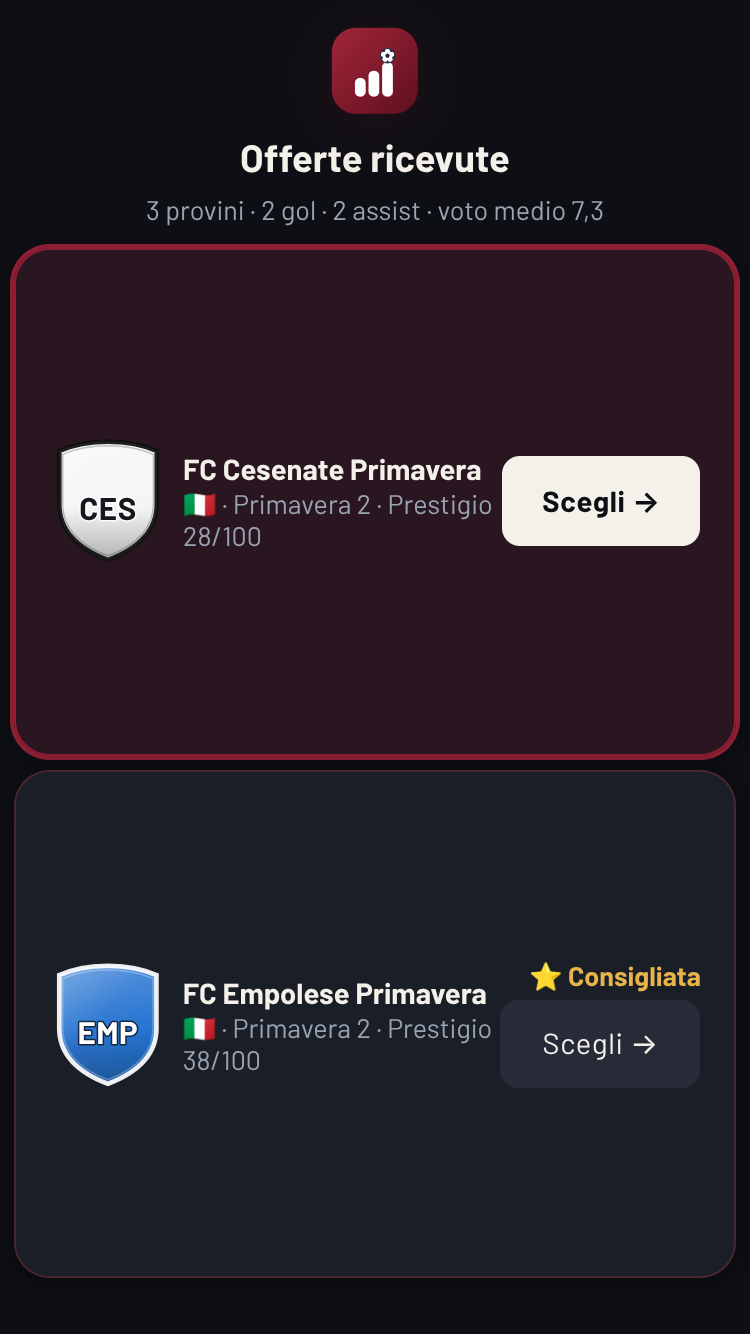 Offerte ricevute
3 provini · 2 gol · 2 assist · voto medio 7,3
CES
FC Cesenate Primavera
🇮🇹 · Primavera 2 · Prestigio
28/100
Scegli →
EMP
FC Empolese Primavera
🇮🇹 · Primavera 2 · Prestigio
38/100
⭐ Consigliata
Scegli →